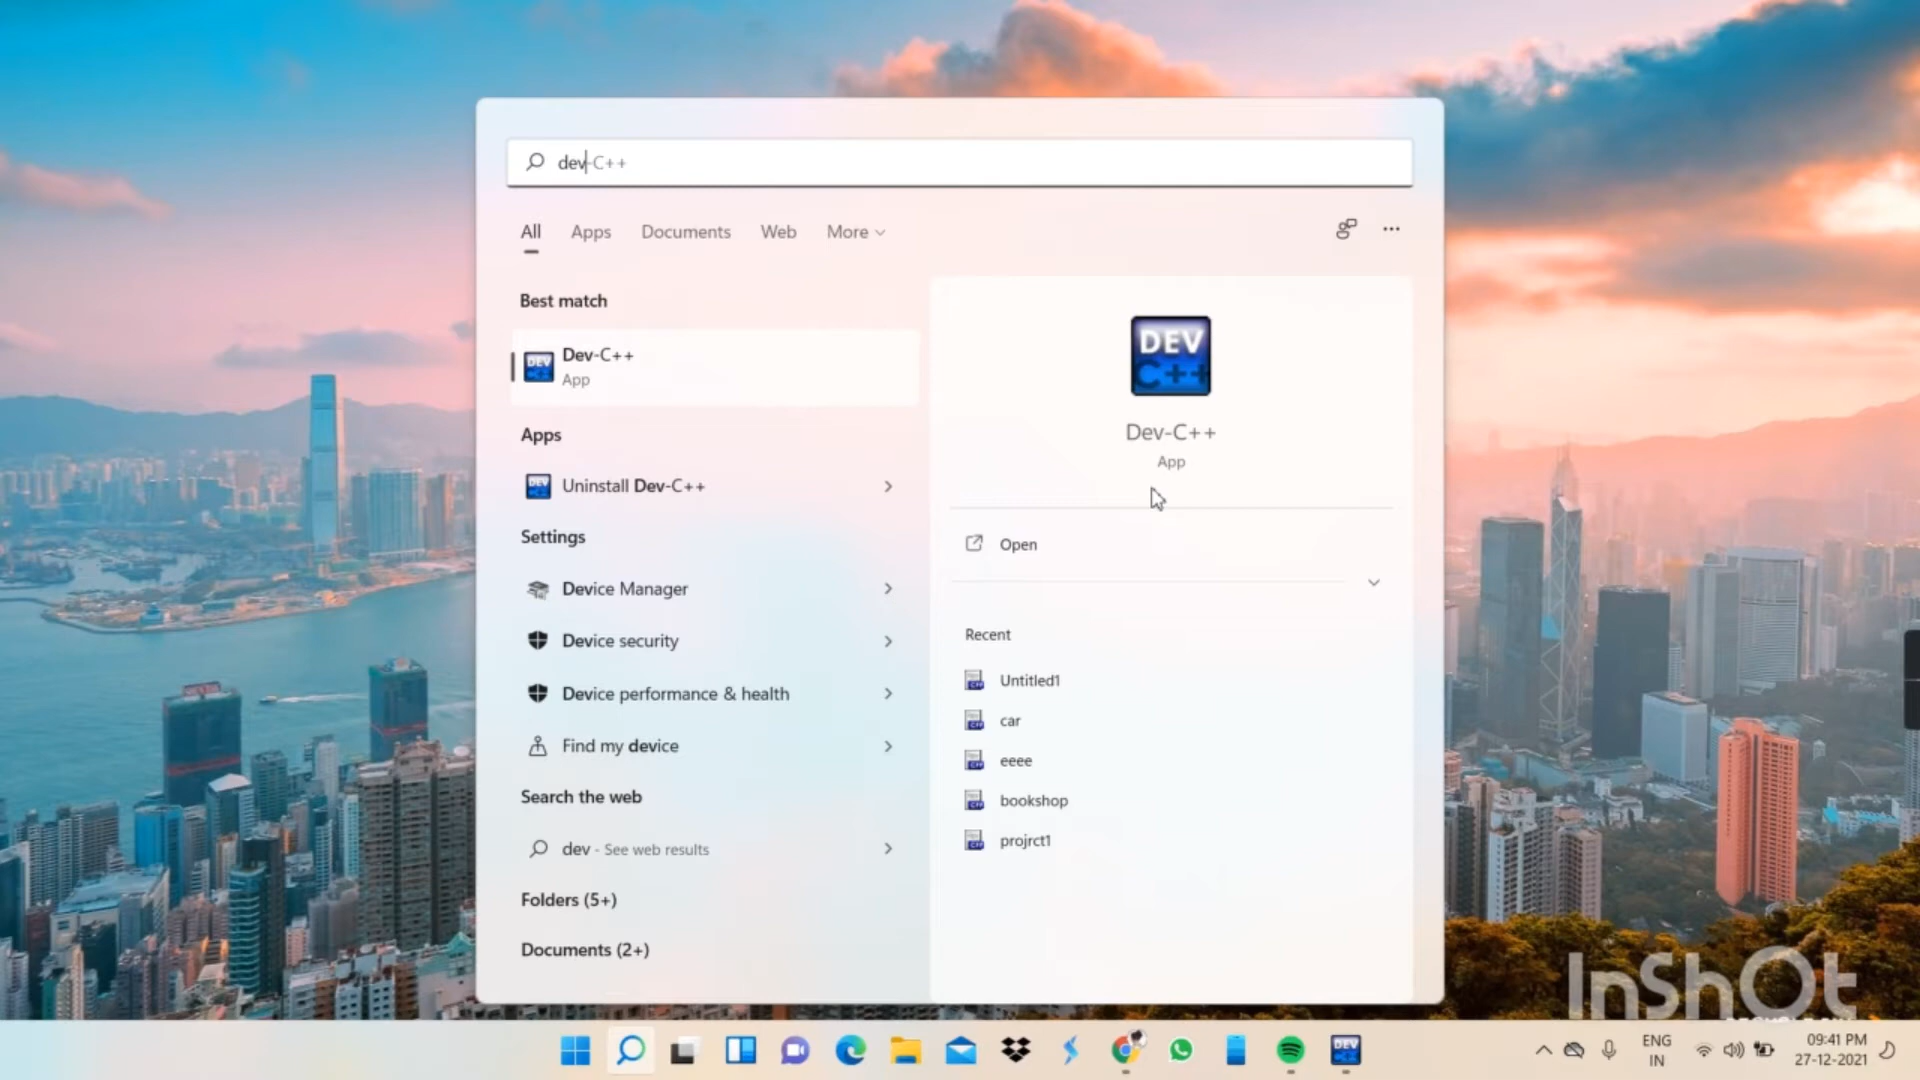 dev-C++
All Apps Documents Web More
Best match
Dev-C++
App
Apps
Uninstall Dev-C++
Settings
Device Manager
Device security
Device performance & health
Find my device
Search the web
dev - See web results
Folders (5+)
Documents (2+)
DEV
C++
Dev-C++
App
Open
Recent
Untitled1
car
eeee
bookshop
projrct1
InShOt
ENG
IN
09:41 PM
27-12-2021